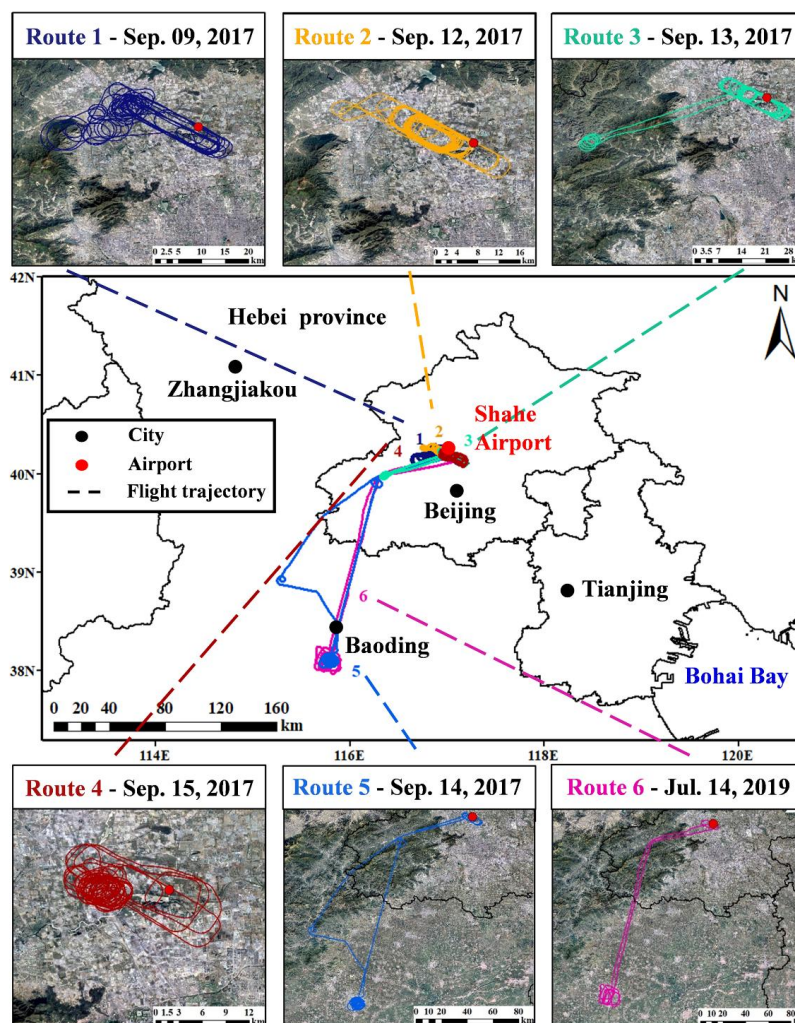 Route 1 - Sep. 09, 2017
Route 2 - Sep. 12, 2017
Route 3 - Sep. 13, 2017
0 2.5 5 10 15 20
km
0 2 4 8 12 16
km
0 3.5 7 14 21 28
km
42N
41N
40N
39N
38N
Hebei province
N
Zhangjiakou
Shahe
Airport
City
Airport
Flight trajectory
1
2
3
4
Beijing
Tianjing
6
Baoding
5
Bohai Bay
0 20 40 80 120 160
km
114E
116E
118E
120E
Route 4 - Sep. 15, 2017
Route 5 - Sep. 14, 2017
Route 6 - Jul. 14, 2019
0 1.5 3 6 9 12
km
0 10 20 40 60 80
km
0 10 20 40 60 80
km